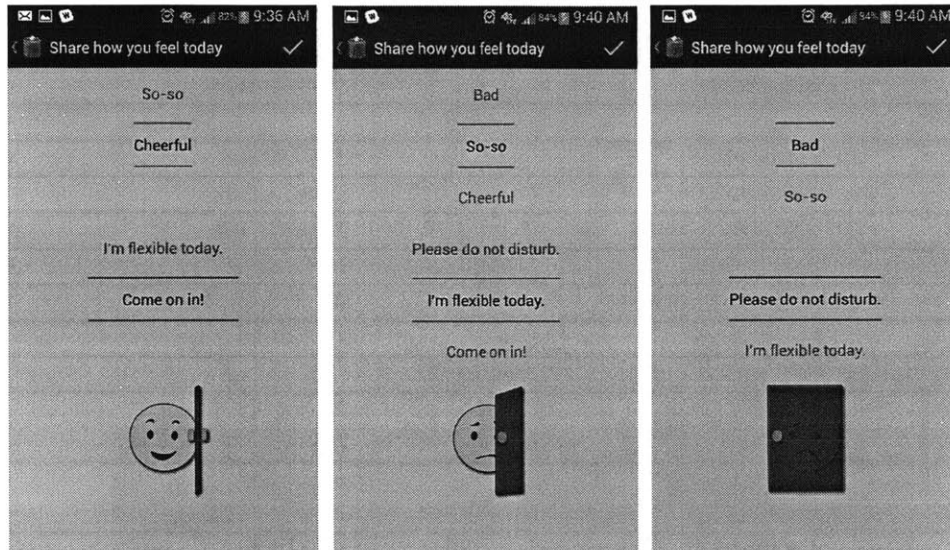 82% 9:36 AM
Share how you feel today
So-so
Cheerful
I'm flexible today.
Come on in!
84% 9:40 AM
Share how you feel today
Bad
So-so
Cheerful
Please do not disturb.
I'm flexible today.
Come on in!
9:40 AM
Share how you feel today
Bad
So-so
Please do not disturb.
I'm flexible today.